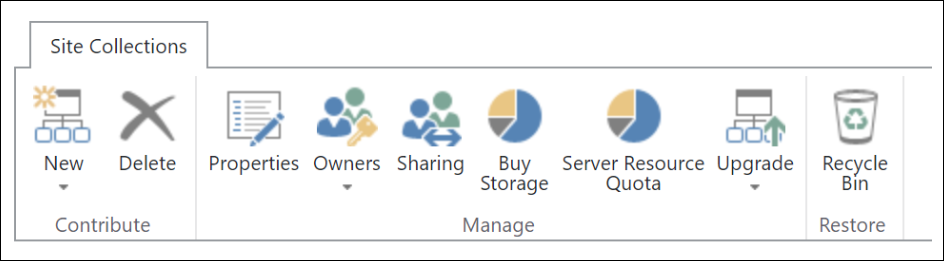 Site Collections
New
Delete
Properties
Owners
Sharing
Buy
Storage
Server Resource
Quota
Upgrade
Recycle
Bin
Contribute
Manage
Restore